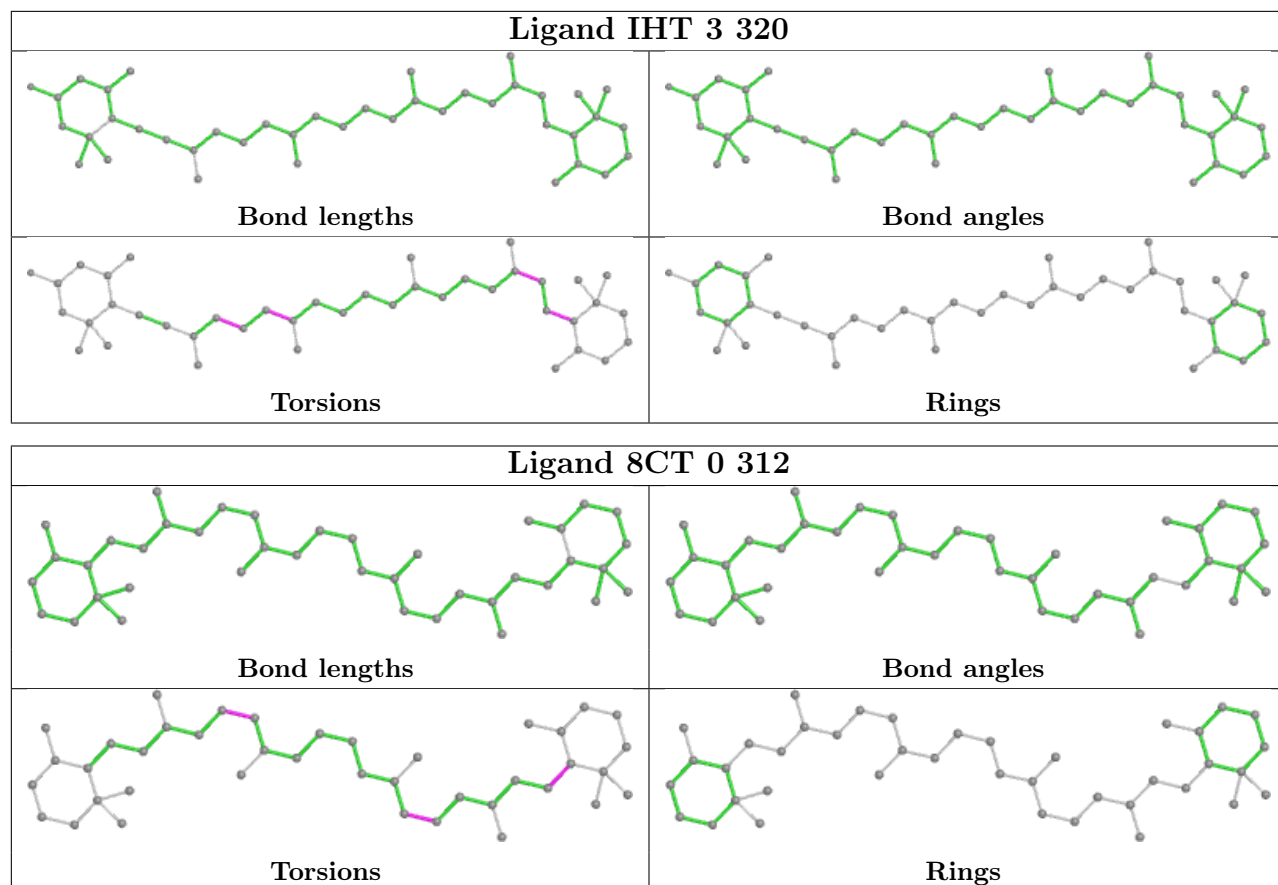 Ligand IHT 3 320
Bond lengths
Bond angles
Torsions
Rings
Ligand 8CT 0 312
Bond lengths
Bond angles
Torsions
Rings